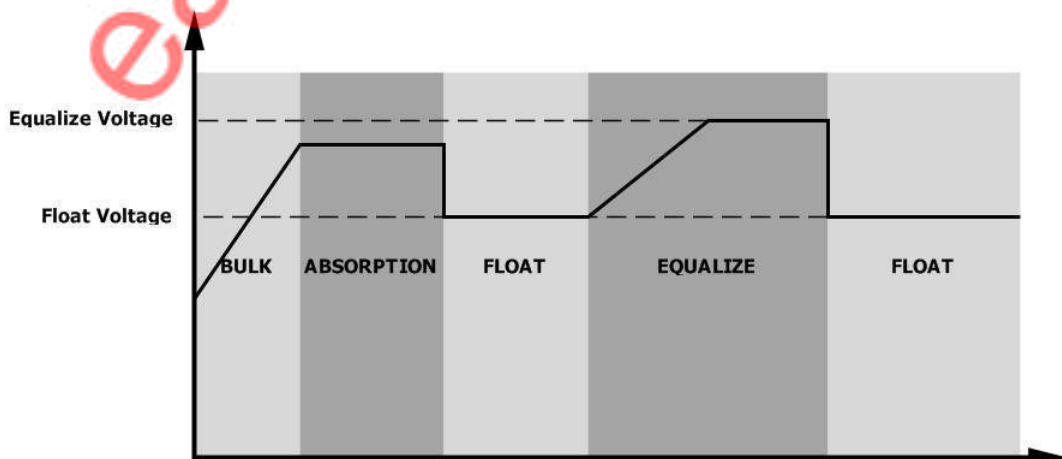 Equalize Voltage
Float Voltage
BULK
ABSORPTION
FLOAT
EQUALIZE
FLOAT